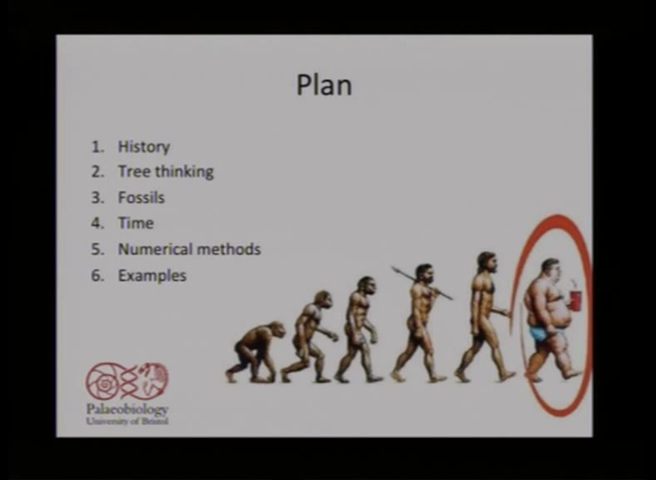 Plan
1. History
2. Tree thinking
3. Fossils
4. Time
5. Numerical methods
6. Examples
Palaeobiology
University of Bristol